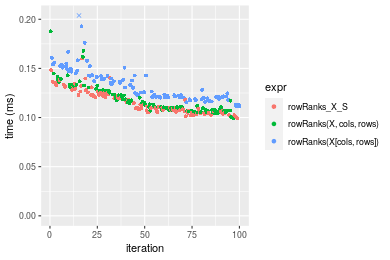 0.20
0.15
0.10
0.05
0.00
time (ms)
0
25
50
75
100
iteration
expr
rowRanks_X_S
rowRanks(X, cols, rows)
rowRanks(X[cols, rows])